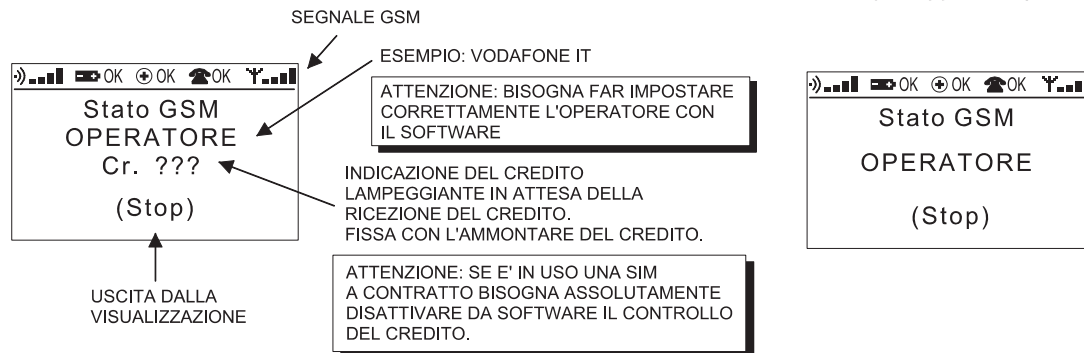 SEGNALE GSM
OK OK OK
Stato GSM
OPERATORE
Cr. ???
(Stop)
ESEMPIO: VODAFONE IT
ATTENZIONE: BISOGNA FAR IMPOSTARE
CORRETTAMENTE L'OPERATORE CON
IL SOFTWARE
INDICAZIONE DEL CREDITO
LAMPEGGIANTE IN ATTESA DELLA
RICEZIONE DEL CREDITO.
FISSA CON L'AMMONTARE DEL CREDITO.
ATTENZIONE: SE E' IN USO UNA SIM
A CONTRATTO BISOGNA ASSOLUTAMENTE
DISATTIVARE DA SOFTWARE IL CONTROLLO
DEL CREDITO.
USCITA DALLA
VISUALIZZAZIONE
OK OK OK
Stato GSM
OPERATORE
(Stop)